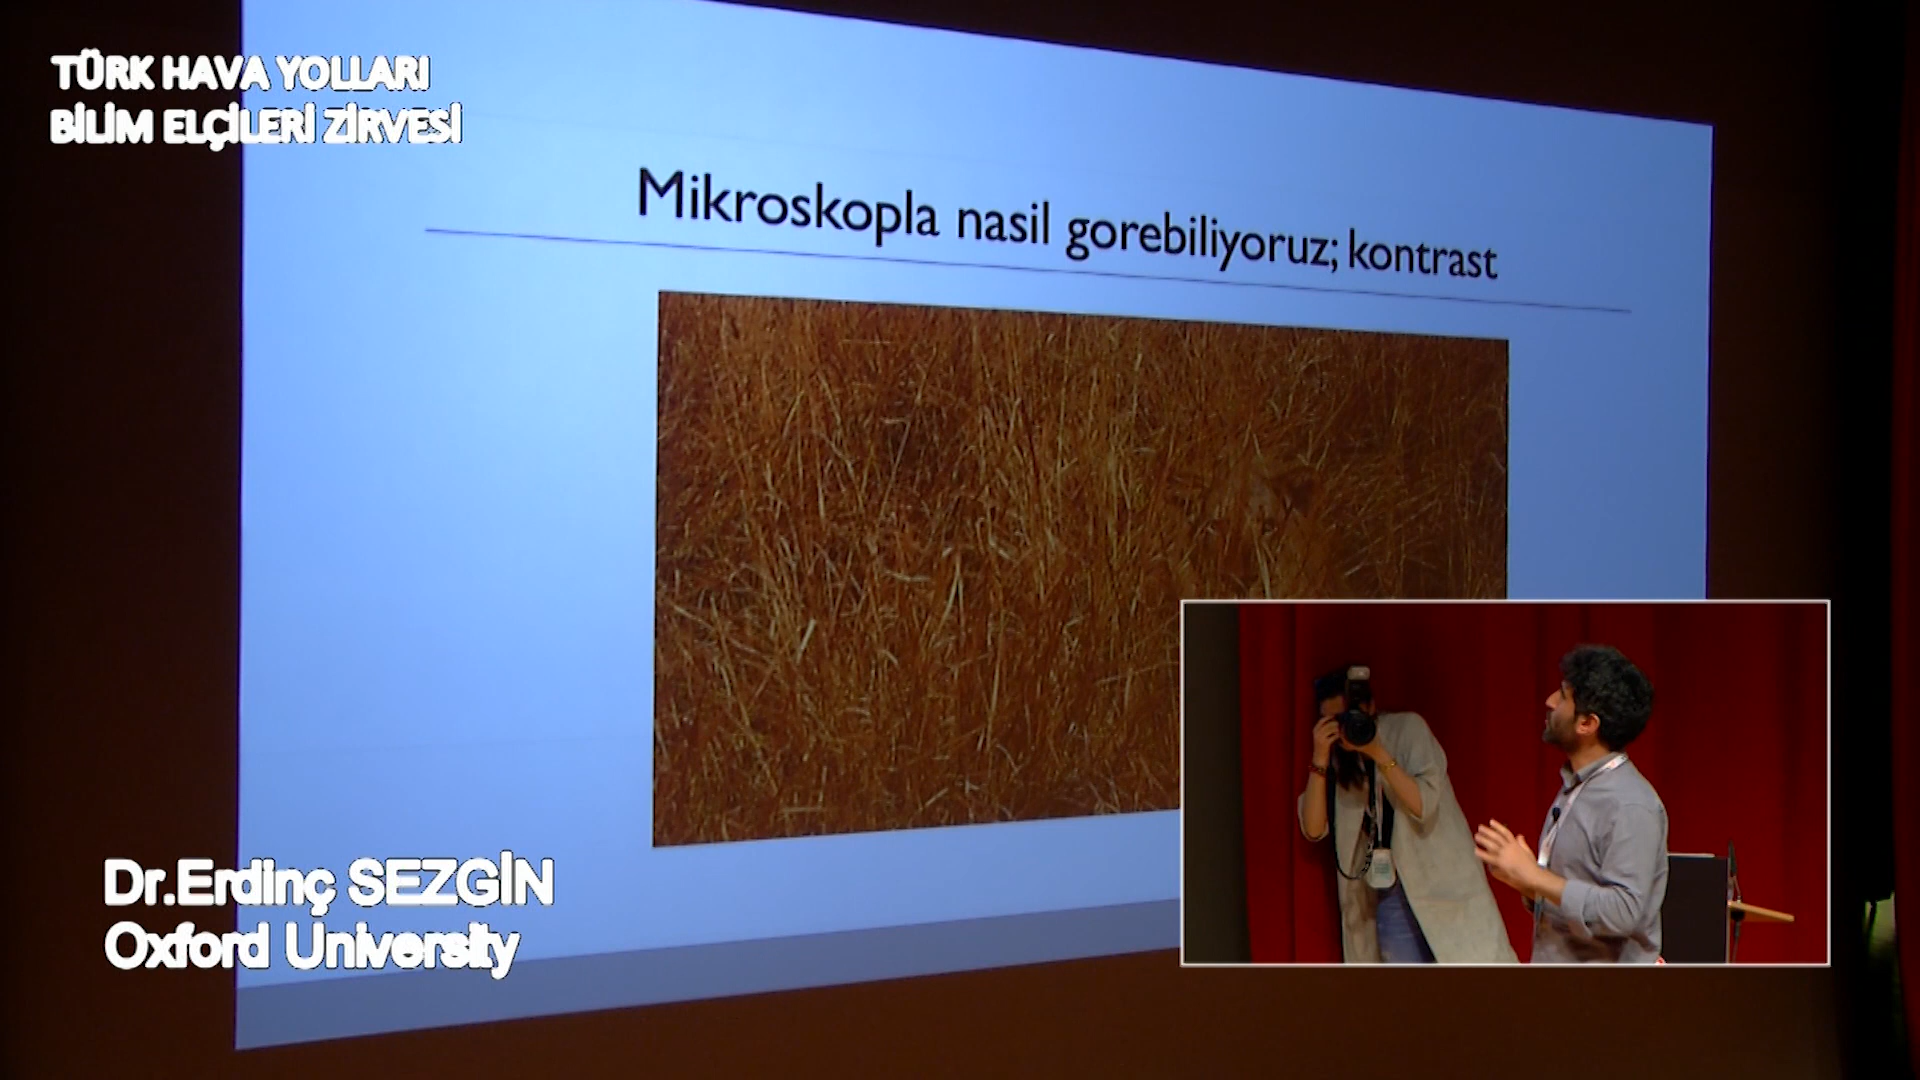 TÜRK HAVA YOLLARI
BİLİM ELÇİLERİ ZİRVESİ
Mikroskopla nasil gorebiliyoruz; kontrast
Dr.Erdinç SEZGİN
Oxford University